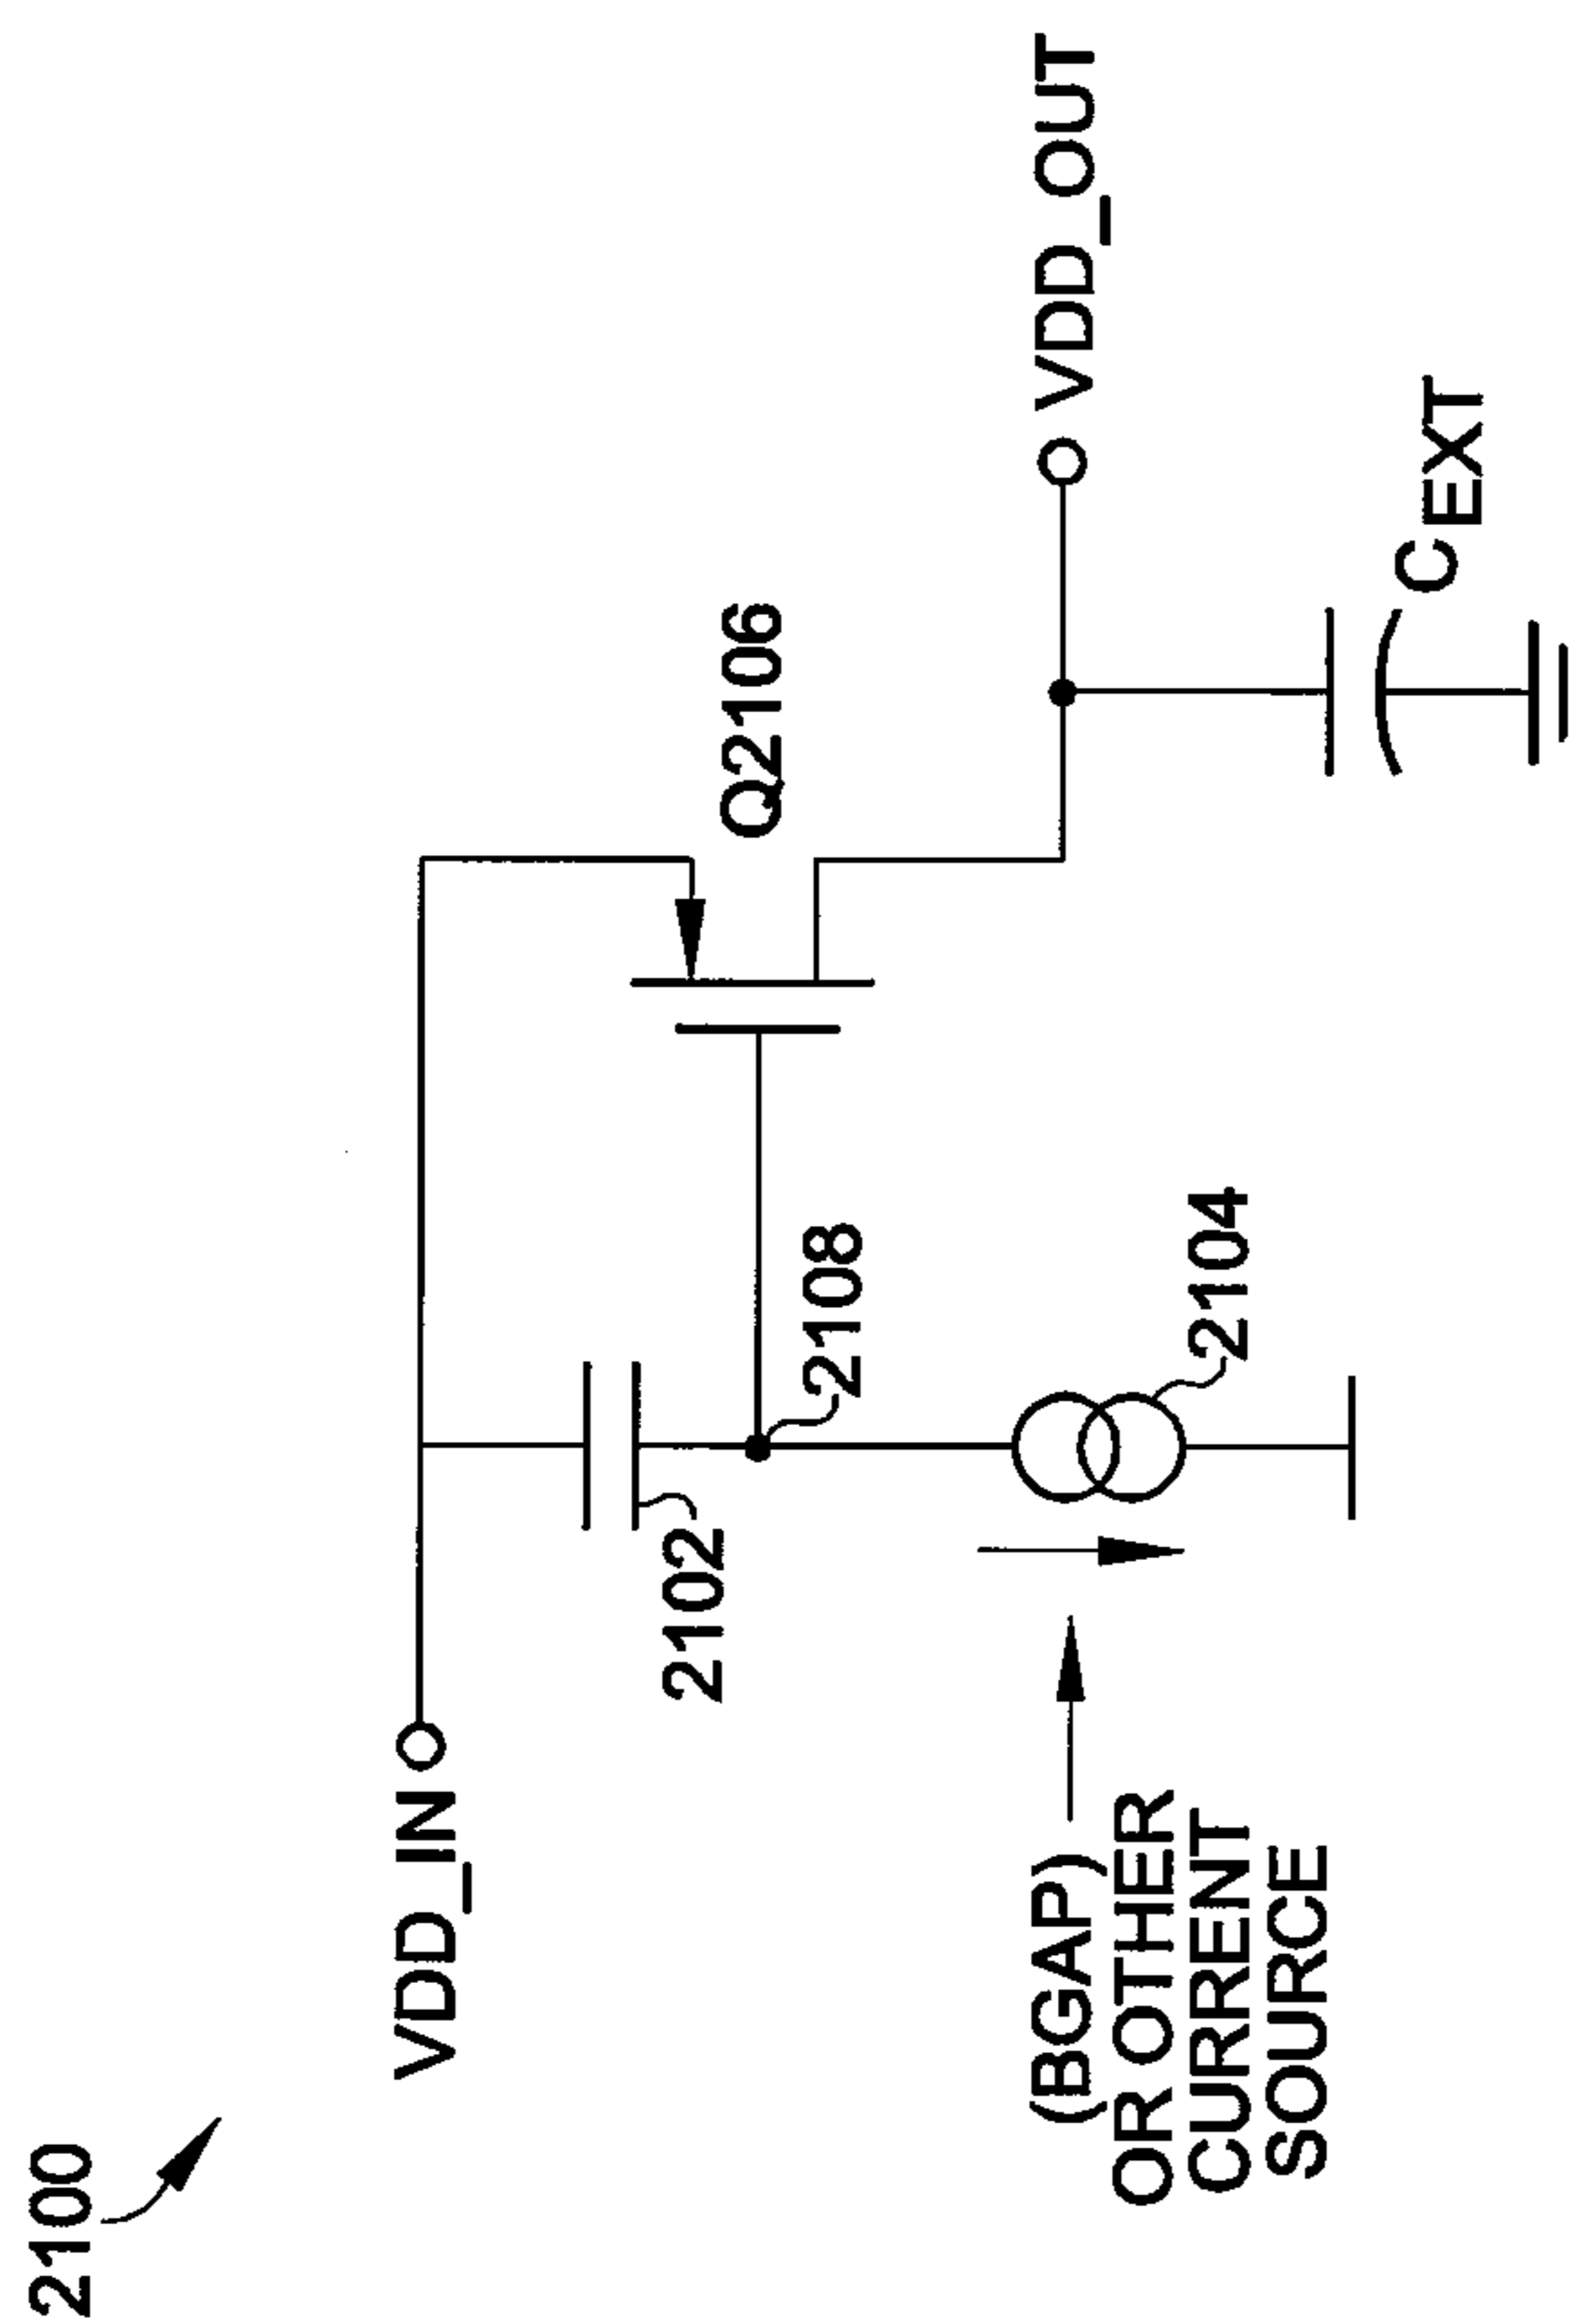 2100
VDD_IN
2102
2108
Q2106
VDD_OUT
(BGAP)
OR OTHER
CURRENT
SOURCE
2104
CEXT